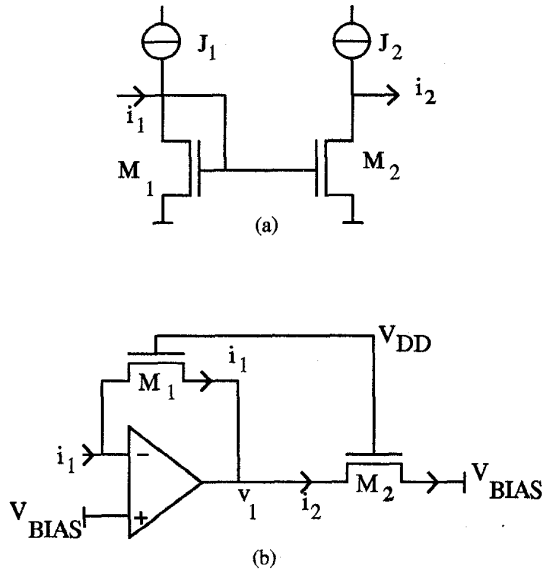 J1 J2
i1 i2
M1 M2
(a)
VDD
i1
M1
i1 - VBIAS
v1 i2 M2
VBIAS +
(b)